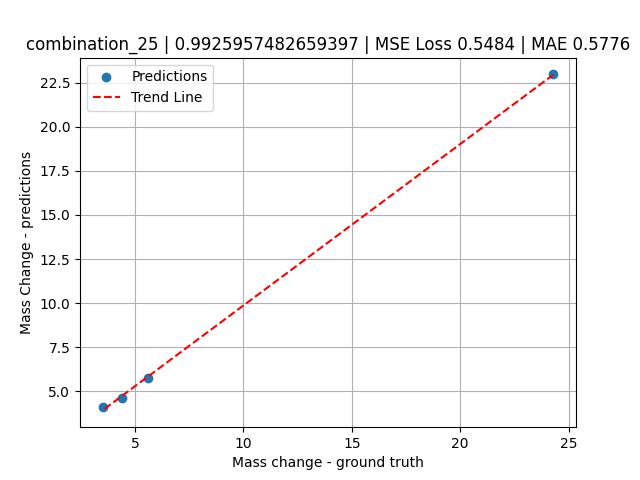 combination_25 | 0.9925957482659397 | MSE Loss 0.5484 | MAE 0.5776
Predictions
Trend Line
22.5
20.0
17.5
15.0
12.5
10.0
7.5
5.0
Mass Change - predictions
5 10 15 20 25
Mass change - ground truth